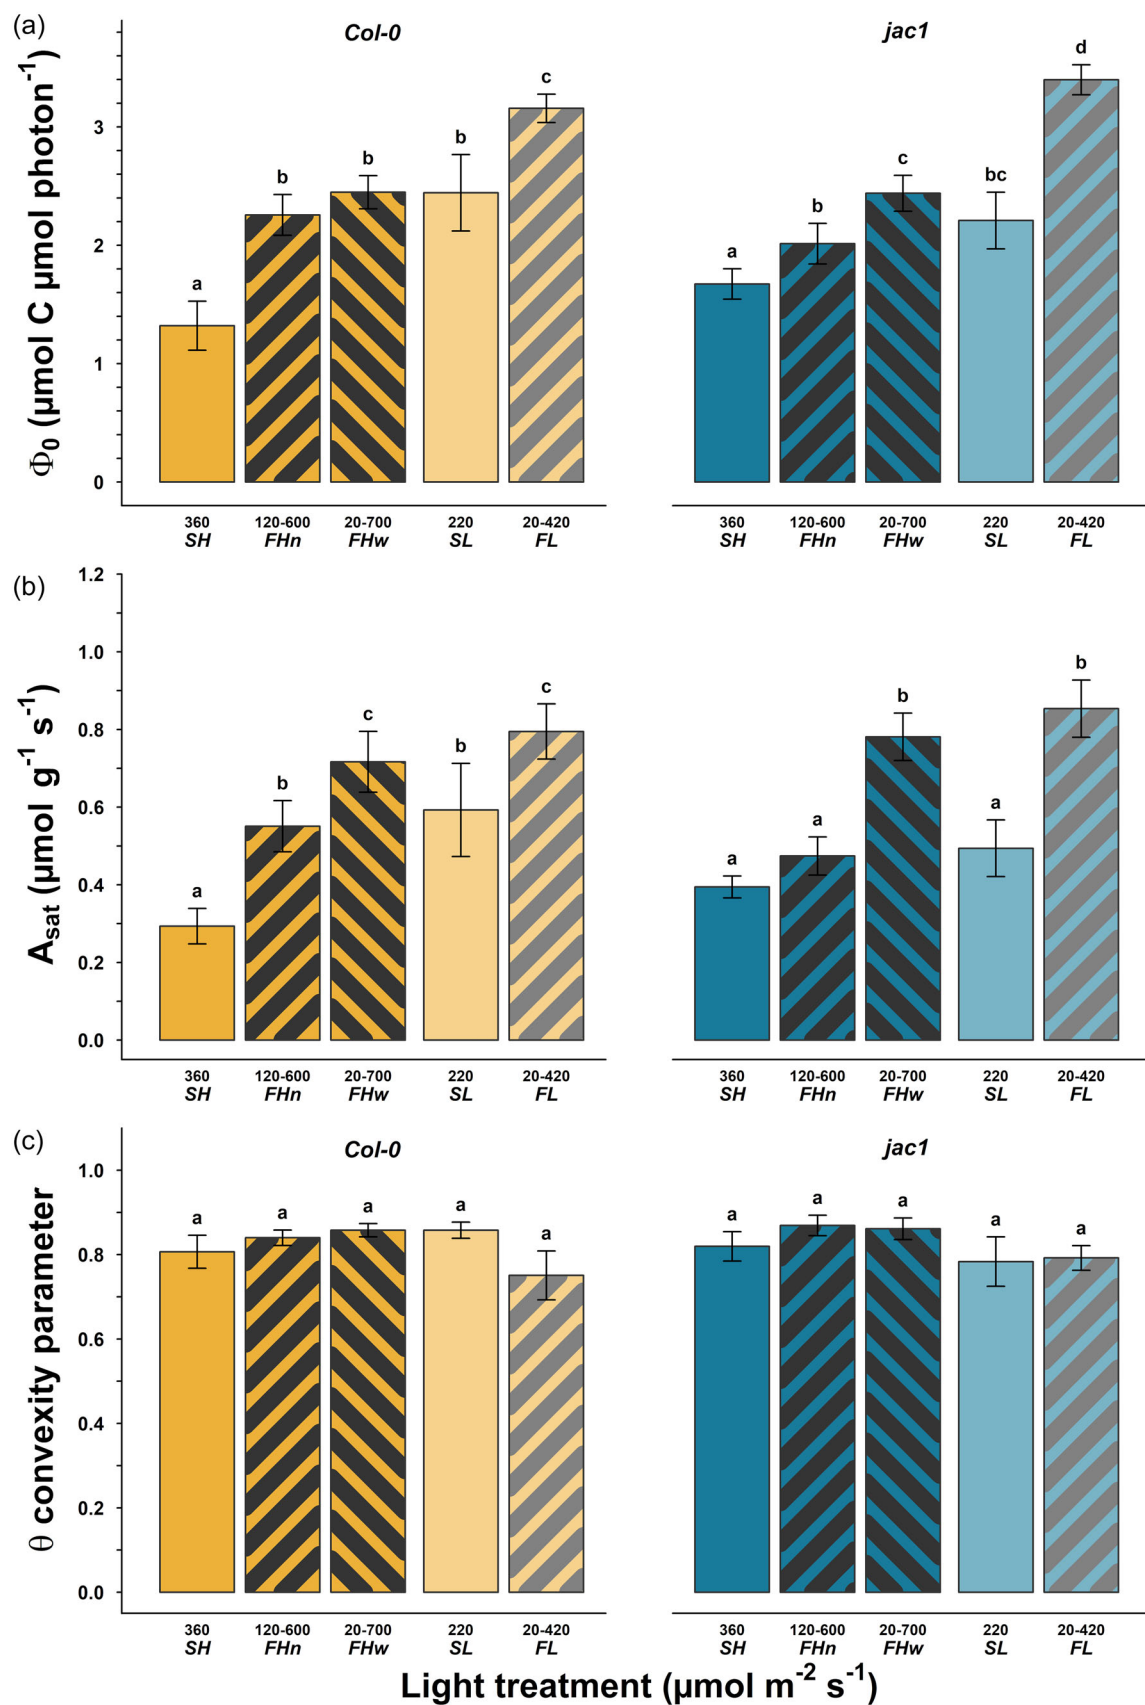 (a)
Col-0
jac1
Φ₀ (µmol C µmol photon⁻¹)
3
2
1
0
a
b
b
b
c
a
b
c
bc
d
360 120-600 20-700 220 20-420
SH FHn FHw SL FL
360 120-600 20-700 220 20-420
SH FHn FHw SL FL
(b)
A_sat (µmol g⁻¹ s⁻¹)
1.2
1.0
0.8
0.6
0.4
0.2
0.0
a
b
c
b
c
a
a
b
a
b
360 120-600 20-700 220 20-420
SH FHn FHw SL FL
360 120-600 20-700 220 20-420
SH FHn FHw SL FL
(c)
Col-0
jac1
θ convexity parameter
1.0
0.8
0.6
0.4
0.2
0.0
a
a
a
a
a
a
a
a
a
a
360 120-600 20-700 220 20-420
SH FHn FHw SL FL
360 120-600 20-700 220 20-420
SH FHn FHw SL FL
Light treatment (µmol m⁻² s⁻¹)